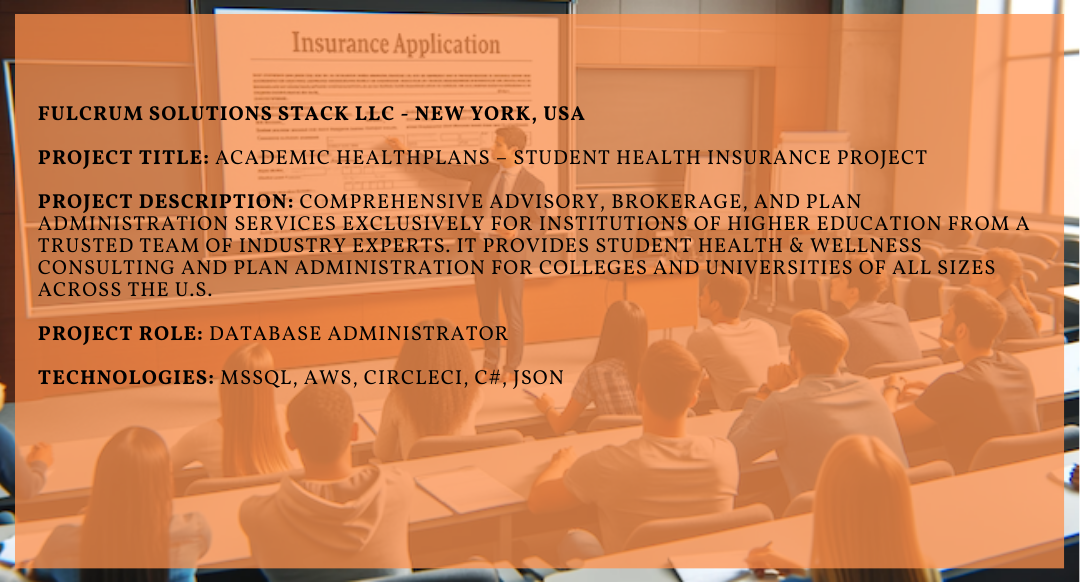 Insurance Application
FULCRUM SOLUTIONS STACK LLC - NEW YORK, USA
PROJECT TITLE: ACADEMIC HEALTHPLANS – STUDENT HEALTH INSURANCE PROJECT
PROJECT DESCRIPTION: COMPREHENSIVE ADVISORY, BROKERAGE, AND PLAN
ADMINISTRATION SERVICES EXCLUSIVELY FOR INSTITUTIONS OF HIGHER EDUCATION FROM A
TRUSTED TEAM OF INDUSTRY EXPERTS. IT PROVIDES STUDENT HEALTH & WELLNESS
CONSULTING AND PLAN ADMINISTRATION FOR COLLEGES AND UNIVERSITIES OF ALL SIZES
ACROSS THE U.S.
PROJECT ROLE: DATABASE ADMINISTRATOR
TECHNOLOGIES: MSSQL, AWS, CIRCLECI, C#, JSON